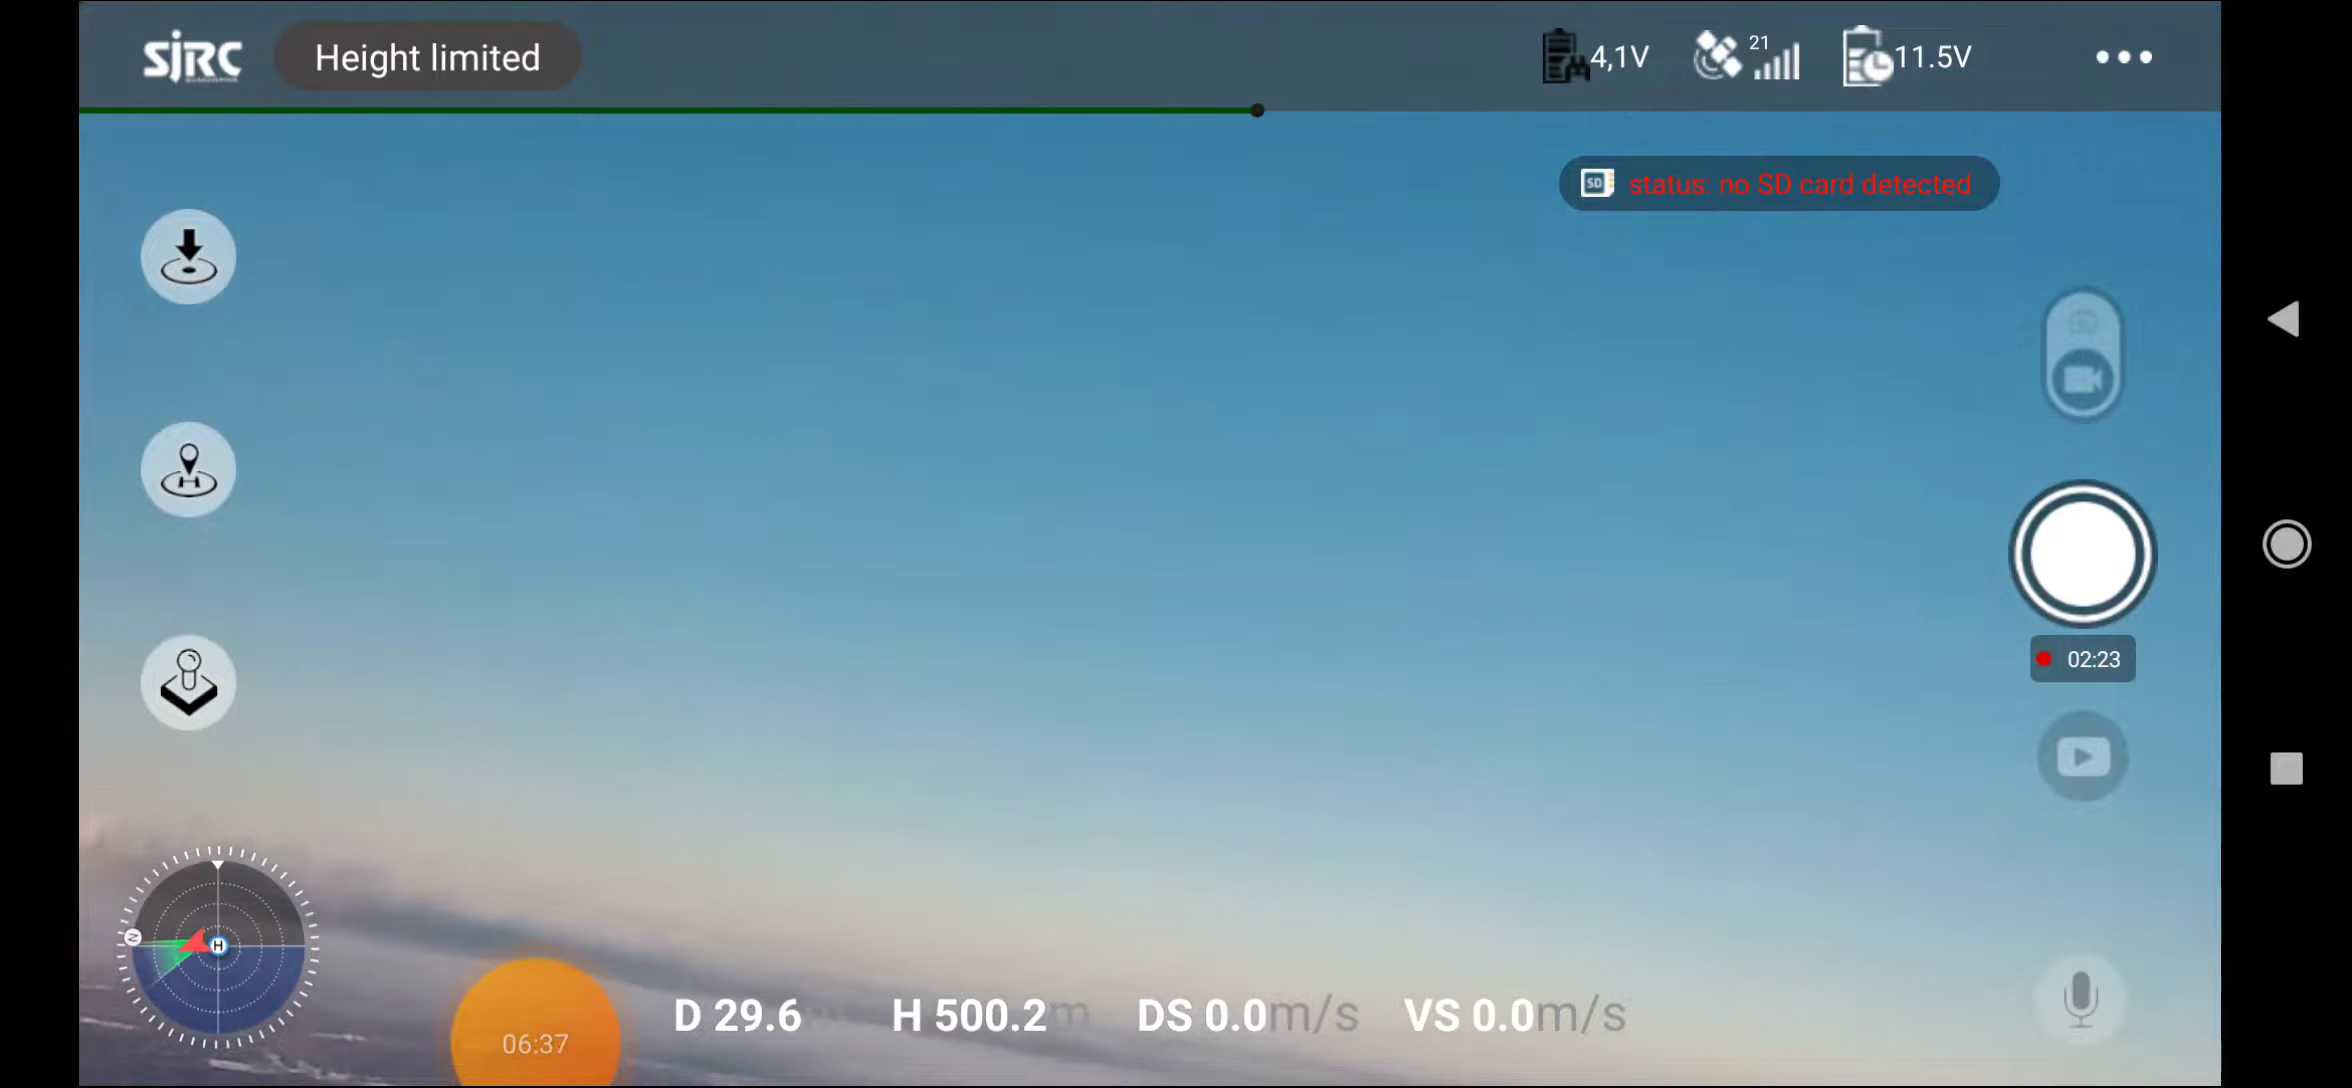 SJRC
Height limited
4,1V
21
11.5V
SD
status: no SD card detected
02:23
N
H
06:37
D 29.6
H 500.2m
DS 0.0m/s
VS 0.0m/s